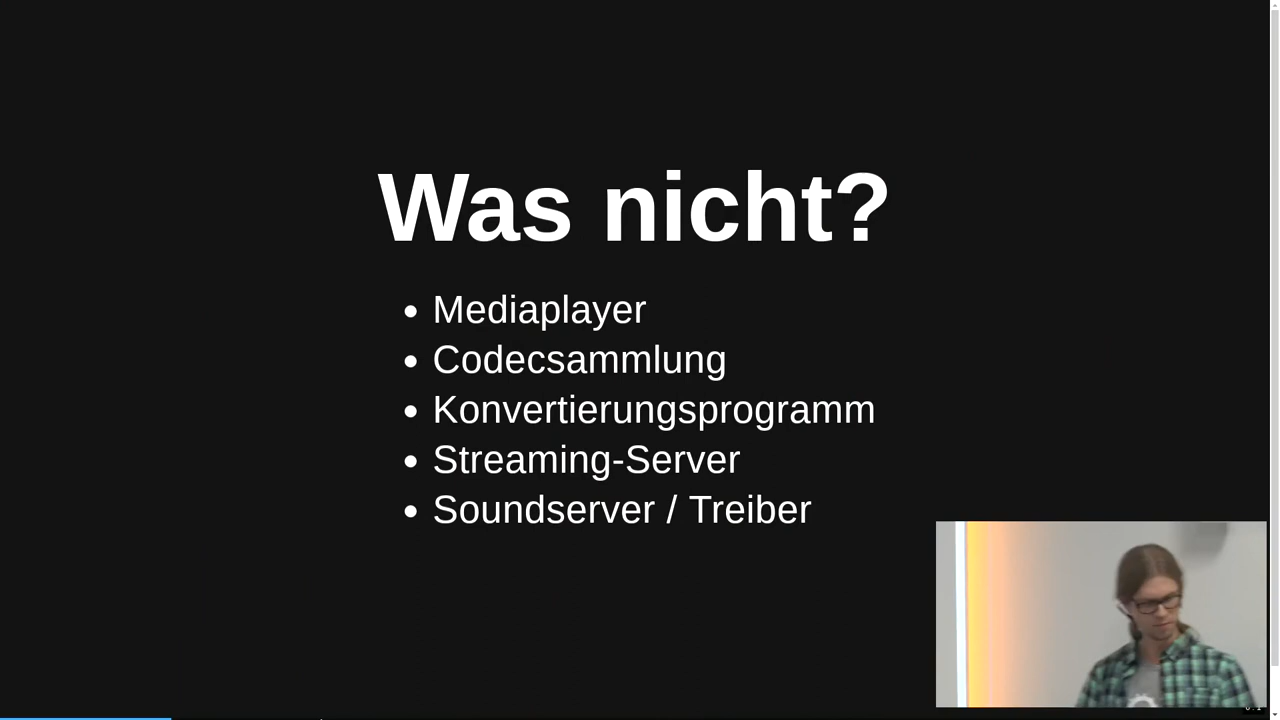 Was nicht?
Mediaplayer
Codecsammlung
Konvertierungsprogramm
Streaming-Server
Soundserver / Treiber